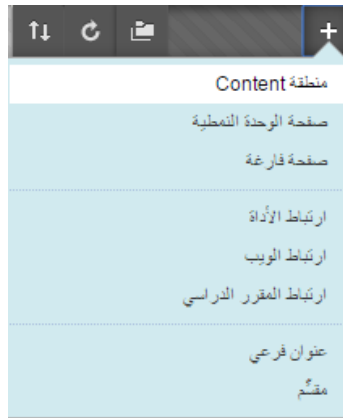 منطقة Content
صفحة الوحدة النمطية
صفحة فارغة
ارتباط الأداة
ارتباط الويب
ارتباط المقرر الدراسي
عنوان فرعي
مقسِّم